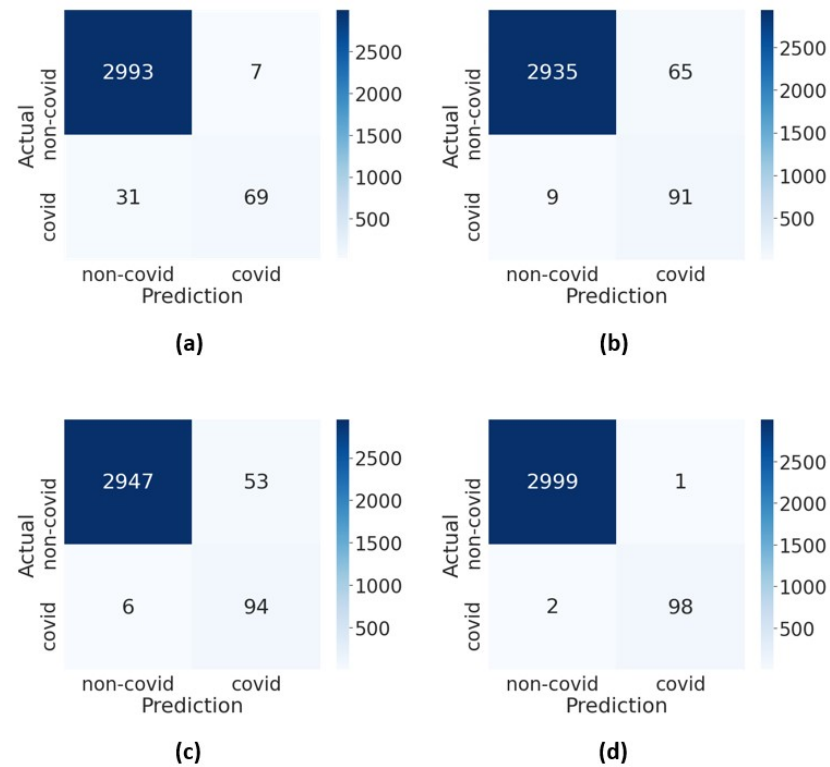 2993 7
31 69
Actual
non-covid
covid
non-covid covid
Prediction
2500
2000
1500
1000
500
(a)
2935 65
9 91
Actual
non-covid
covid
non-covid covid
Prediction
2500
2000
1500
1000
500
(b)
2947 53
6 94
Actual
non-covid
covid
non-covid covid
Prediction
2500
2000
1500
1000
500
(c)
2999 1
2 98
Actual
non-covid
covid
non-covid covid
Prediction
2500
2000
1500
1000
500
(d)